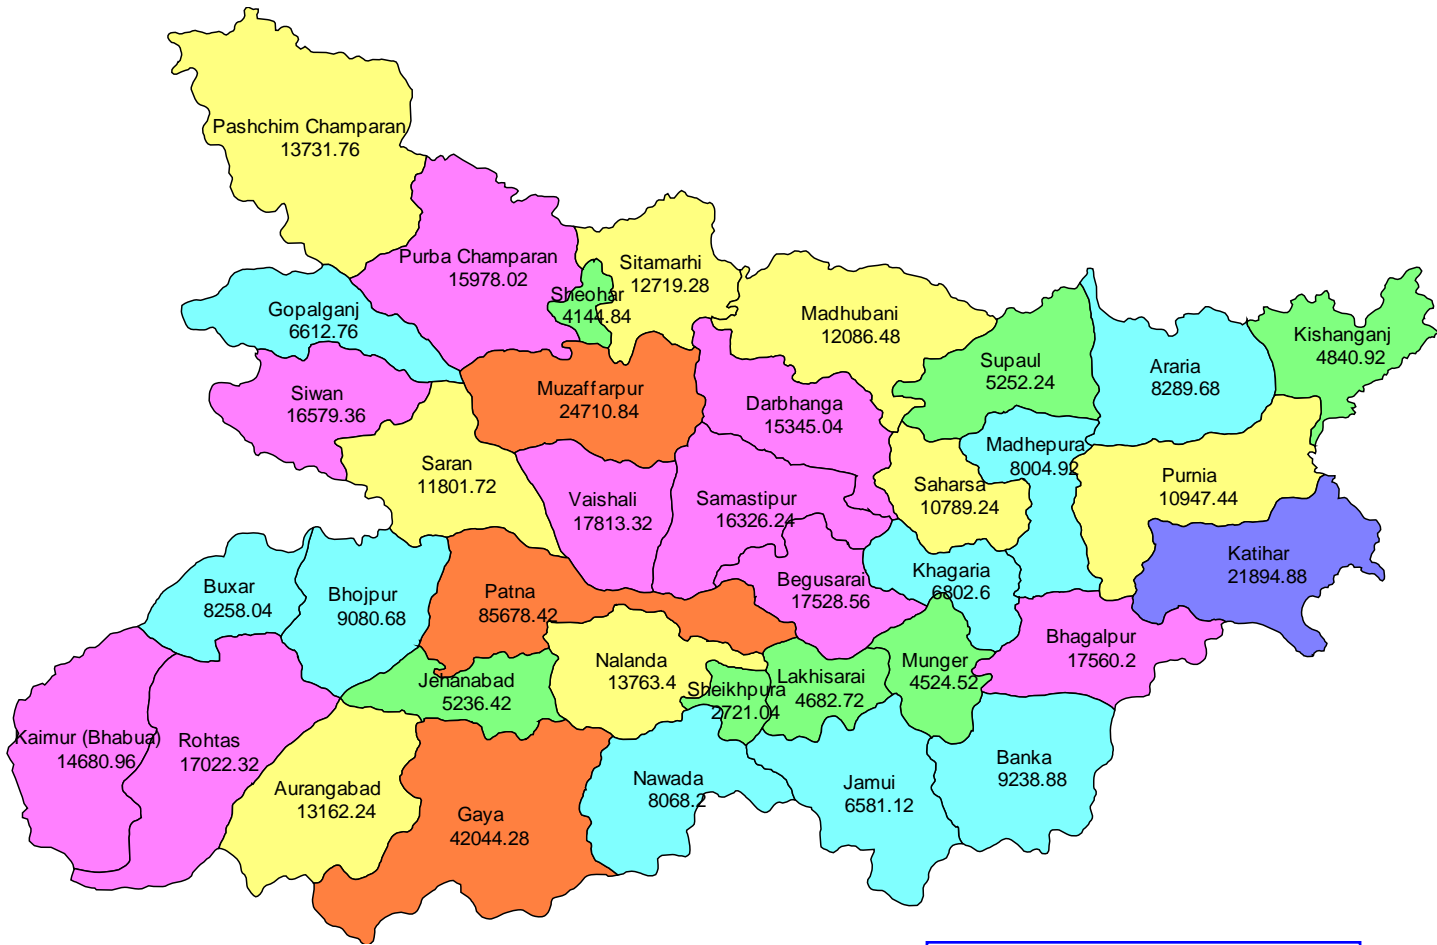 Pashchim Champaran
13731.76
Purba Champaran
15978.02
Sitamarhi
12719.28
Sheohar
4144.84
Gopalganj
6612.76
Madhubani
12086.48
Kishanganj
4840.92
Supaul
5252.24
Araria
8289.68
Siwan
16579.36
Muzaffarpur
24710.84
Darbhanga
15345.04
Madhepura
8004.92
Saran
11801.72
Vaishali
17813.32
Samastipur
16326.24
Saharsa
10789.24
Purnia
10947.44
Katihar
21894.88
Buxar
8258.04
Bhojpur
9080.68
Patna
85678.42
Begusarai
17528.56
Khagaria
6802.6
Bhagalpur
17560.2
Jehanabad
5236.42
Nalanda
13763.4
Sheikhpura
2721.04
Lakhisarai
4682.72
Munger
4524.52
Kaimur (Bhabua)
14680.96
Rohtas
17022.32
Aurangabad
13162.24
Gaya
42044.28
Nawada
8068.2
Jamui
6581.12
Banka
9238.88